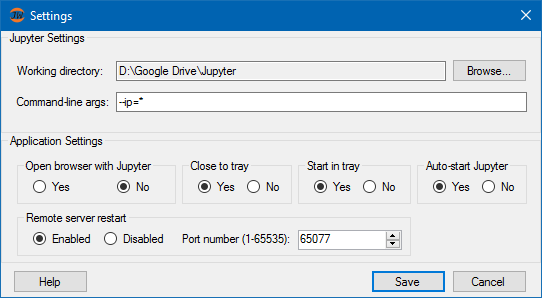 Settings
Jupyter Settings
Working directory: D:\Google Drive\Jupyter Browse...
Command-line args: --ip=*
Application Settings
Open browser with Jupyter Close to tray Start in tray Auto-start Jupyter
Yes No Yes No Yes No Yes No
Remote server restart
Enabled Disabled Port number (1-65535): 65077
Help Save Cancel